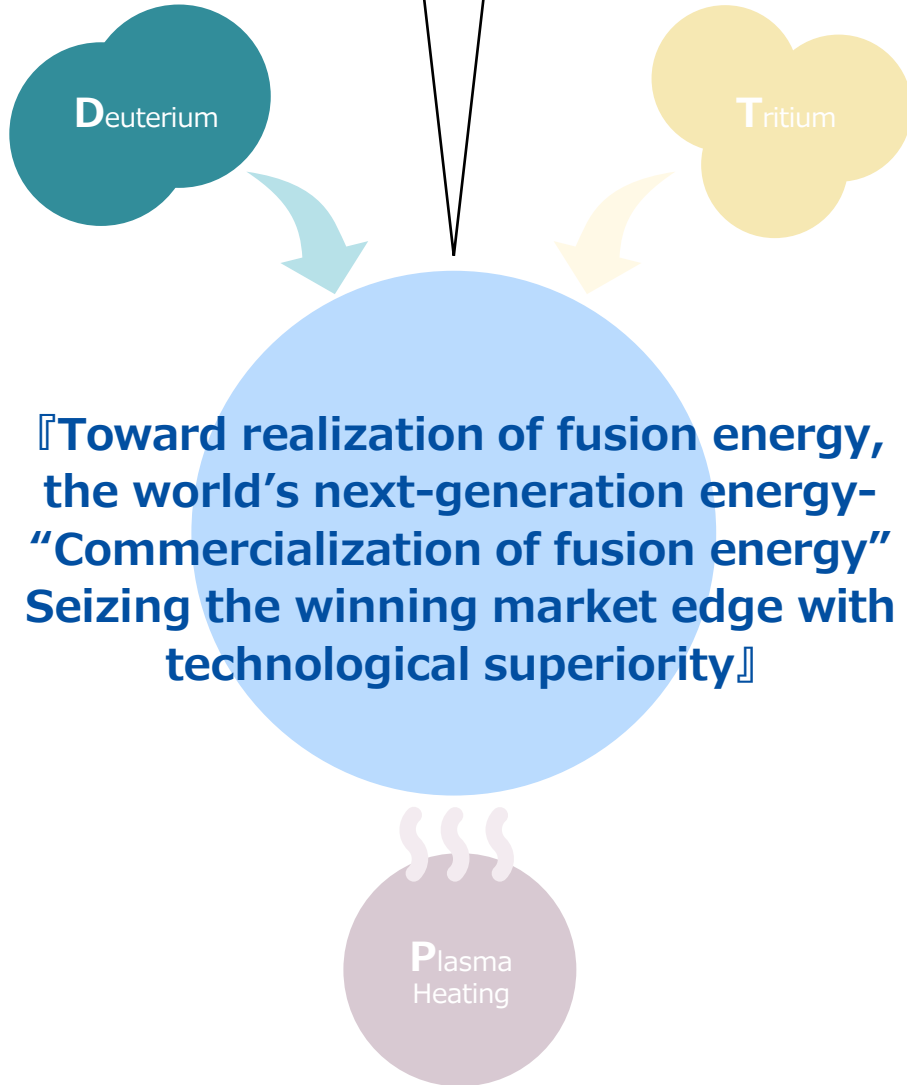 Deuterium
Tritium
『Toward realization of fusion energy,
the world’s next-generation energy-
“Commercialization of fusion energy”
Seizing the winning market edge with
technological superiority』
Plasma
Heating